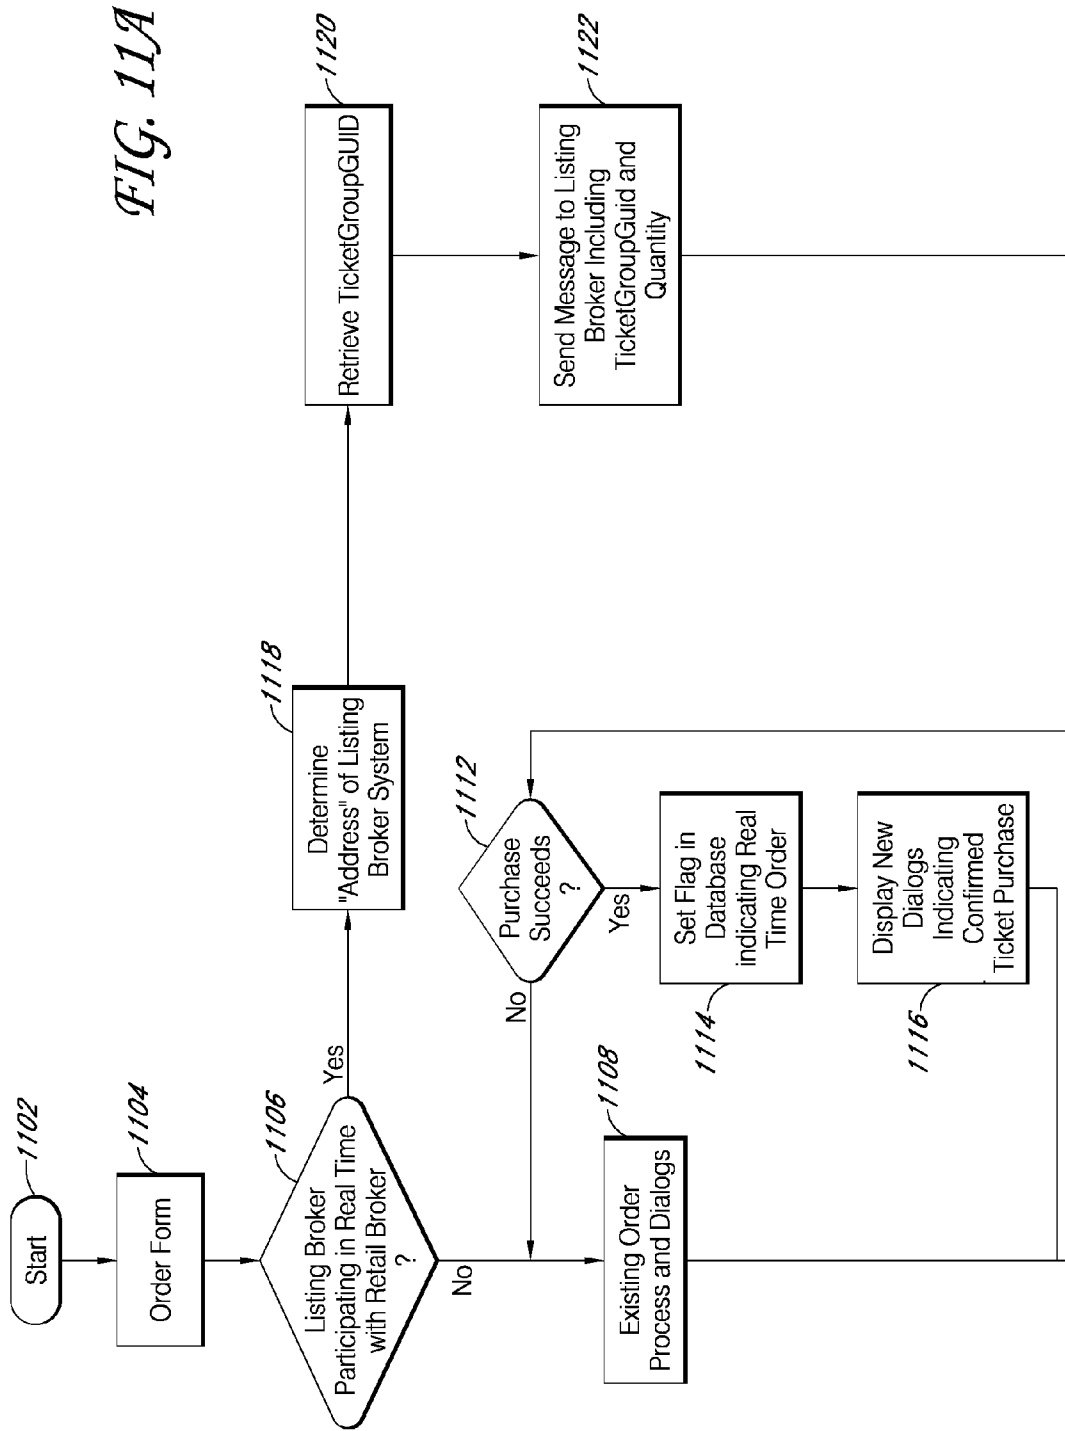 FIG. 11A
1102
Start
1104
Order Form
1106
Listing Broker
Participating in Real Time
with Retail Broker
?
Yes
No
1108
Existing Order
Process and Dialogs
1118
Determine
"Address" of Listing
Broker System
1120
Retrieve TicketGroupGUID
1122
Send Message to Listing
Broker Including
TicketGroupGuid and
Quantity
1112
Purchase
Succeeds
?
No
Yes
1114
Set Flag in
Database
indicating Real
Time Order
1116
Display New
Dialogs
Indicating
Confirmed
Ticket Purchase